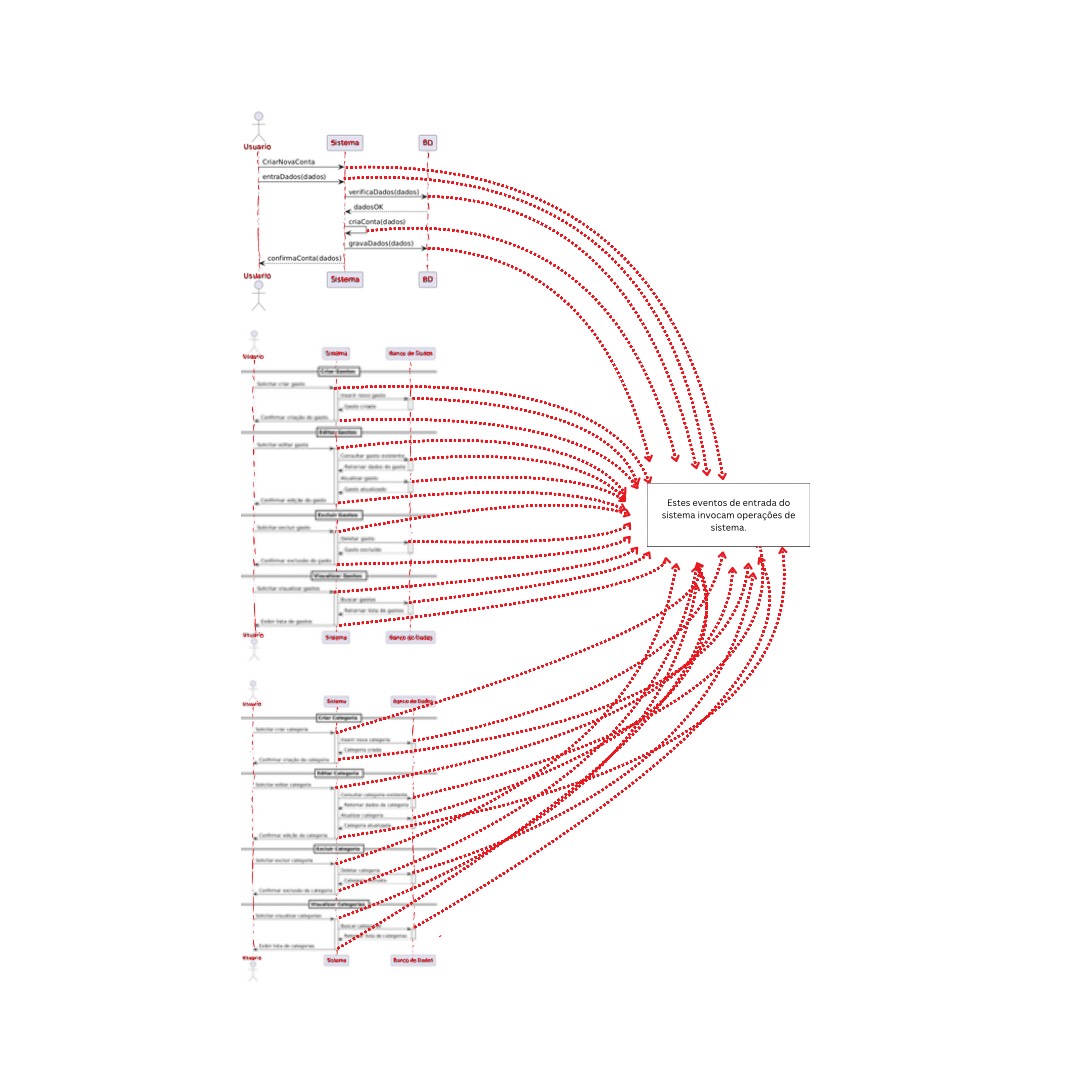 Usuario
Sistema
BD
CriarNovaConta
entraDados(dados)
verificaDados(dados)
dadosOK
criaConta(dados)
gravaDados(dados)
confirmaConta(dados)
Usuario
Sistema
BD
Usuario
Sistema
Banco de Dados
Criar Gastos
Solicitar criar gasto
Inserir novo gasto
Gasto criado
Confirmar criação do gasto
Editar Gastos
Solicitar editar gasto
Consultar gasto existente
Retornar dados do gasto
Atualizar gasto
Gasto atualizado
Confirmar edição do gasto
Excluir Gastos
Solicitar excluir gasto
Deletar gasto
Gasto excluído
Confirmar exclusão do gasto
Visualizar Gastos
Solicitar visualizar gastos
Buscar gastos
Retornar lista de gastos
Exibir lista de gastos
Usuario
Sistema
Banco de Dados
Estes eventos de entrada do
sistema invocam operações de
sistema.
Usuario
Sistema
Banco de Dados
Criar Categoria
Solicitar criar categoria
Inserir nova categoria
Categoria criada
Confirmar criação da categoria
Editar Categoria
Solicitar editar categoria
Consultar categoria existente
Retornar dados da categoria
Atualizar categoria
Categoria atualizada
Confirmar edição da categoria
Excluir Categoria
Solicitar excluir categoria
Deletar categoria
Categoria
Confirmar exclusão da categoria
Visualizar Categorias
Solicitar visualizar categorias
Buscar categorias
lista de categorias
Exibir lista de categorias
Usuario
Sistema
Banco de Dados